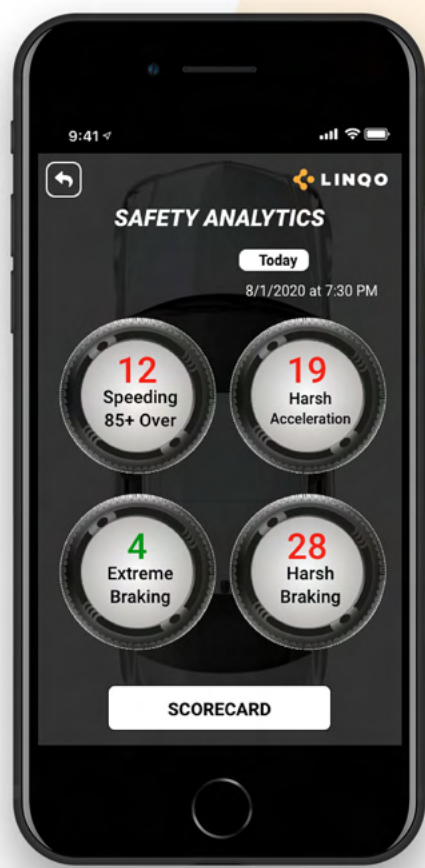 9:41
LINQO
SAFETY ANALYTICS
Today
8/1/2020 at 7:30 PM
12
Speeding
85+ Over
19
Harsh
Acceleration
4
Extreme
Braking
28
Harsh
Braking
SCORECARD